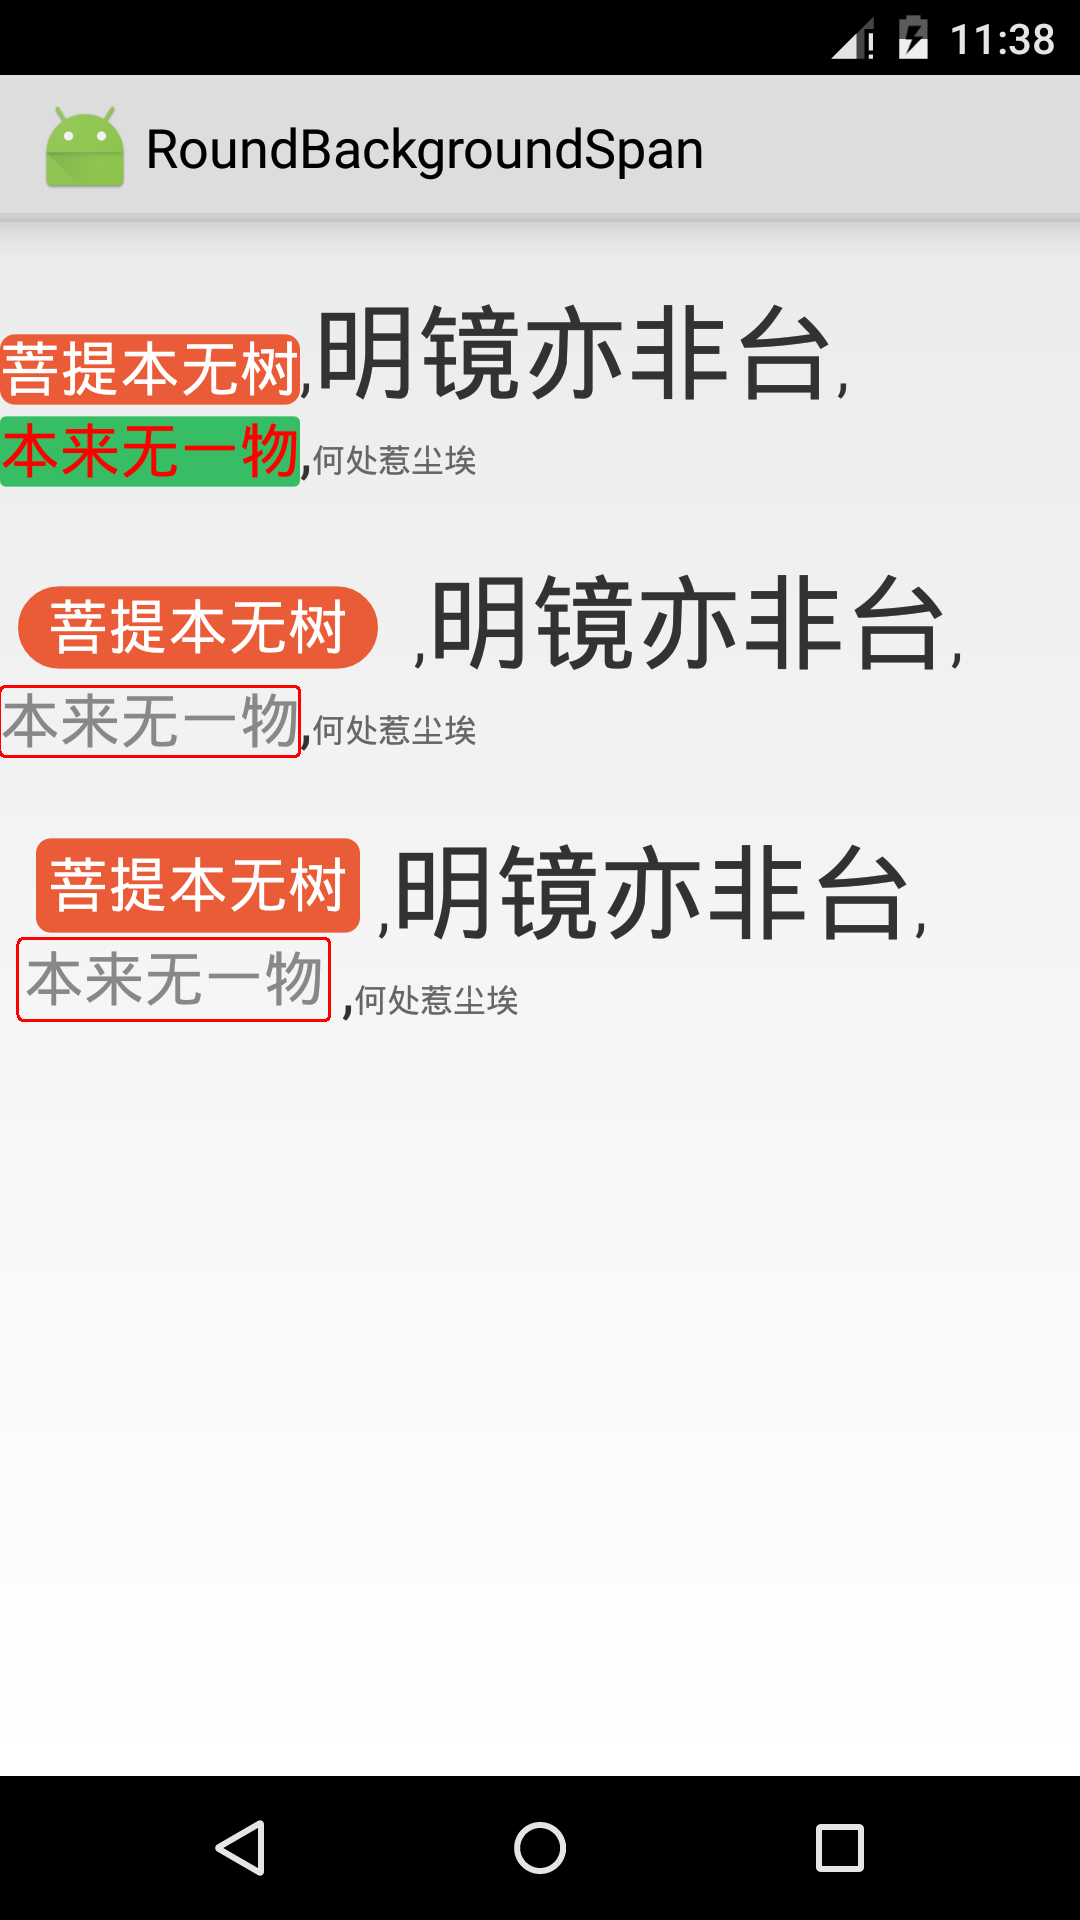 11:38
RoundBackgroundSpan
菩提本无树,明镜亦非台,
本来无一物,何处惹尘埃
菩提本无树 ,明镜亦非台,
本来无一物,何处惹尘埃
菩提本无树 ,明镜亦非台,
本来无一物 ,何处惹尘埃